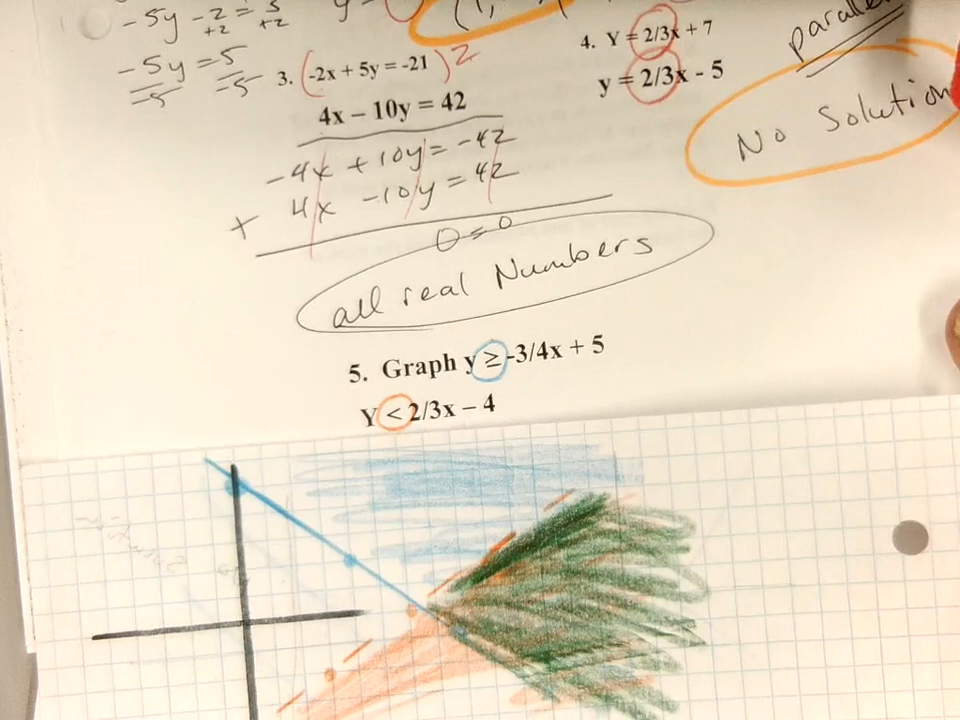 -5y - 2 = 3
+2 +2
-5y = 5
-5 -5
3. (-2x + 5y = -21)2
4x – 10y = 42
-4x + 10y = -42
+ 4x - 10y = 42
0 = 0
all real Numbers
4. Y = 2/3x + 7
y = 2/3x - 5
No Solution
5. Graph y ≥ -3/4x + 5
Y < 2/3x – 4